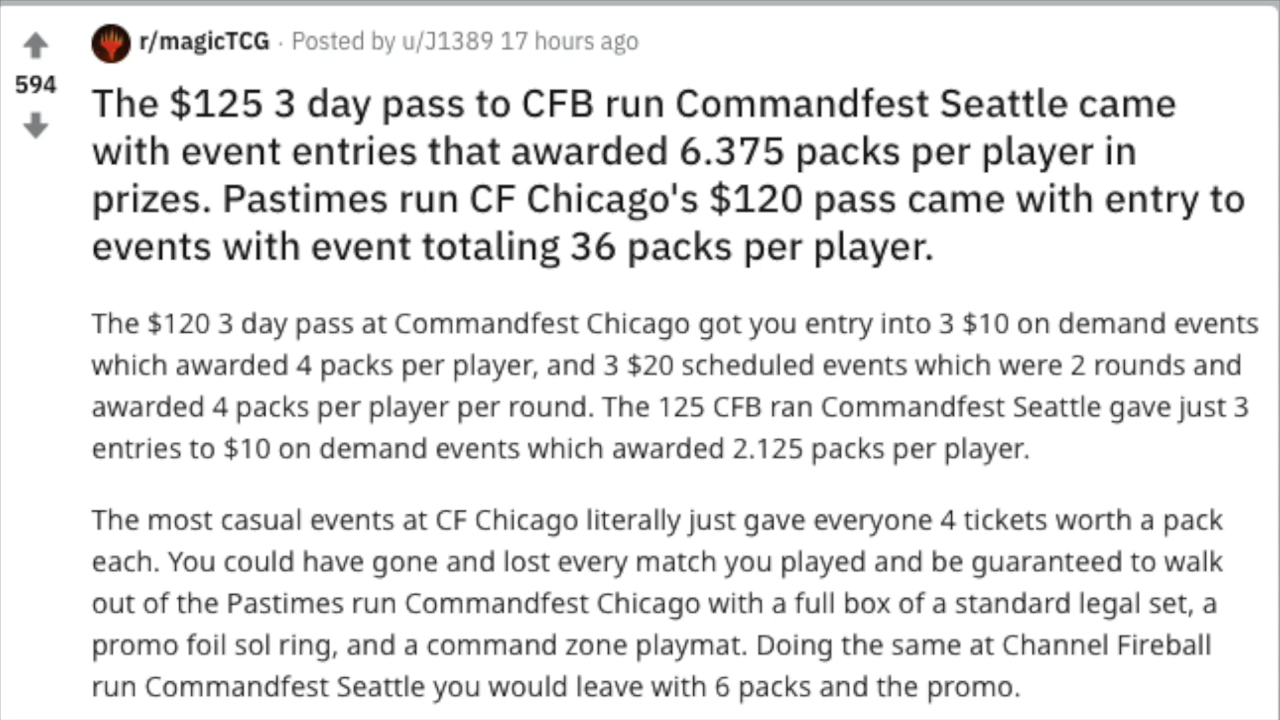 r/magicTCG · Posted by u/J1389 17 hours ago
594
The $125 3 day pass to CFB run Commandfest Seattle came
with event entries that awarded 6.375 packs per player in
prizes. Pastimes run CF Chicago's $120 pass came with entry to
events with event totaling 36 packs per player.
The $120 3 day pass at Commandfest Chicago got you entry into 3 $10 on demand events
which awarded 4 packs per player, and 3 $20 scheduled events which were 2 rounds and
awarded 4 packs per player per round. The 125 CFB ran Commandfest Seattle gave just 3
entries to $10 on demand events which awarded 2.125 packs per player.
The most casual events at CF Chicago literally just gave everyone 4 tickets worth a pack
each. You could have gone and lost every match you played and be guaranteed to walk
out of the Pastimes run Commandfest Chicago with a full box of a standard legal set, a
promo foil sol ring, and a command zone playmat. Doing the same at Channel Fireball
run Commandfest Seattle you would leave with 6 packs and the promo.